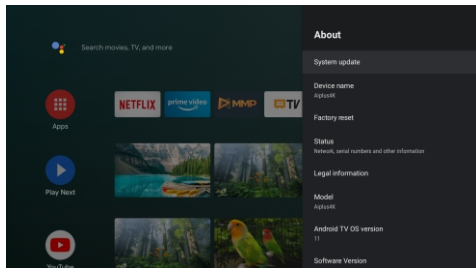 Search movies, TV, and more
Apps
NETFLIX
prime video
MMP
TV
Play Next
YouTube
About
System update
Device name
Aiplus4K
Factory reset
Status
Network, serial numbers and other information
Legal information
Model
Aiplus4K
Android TV OS version
11
Software Version